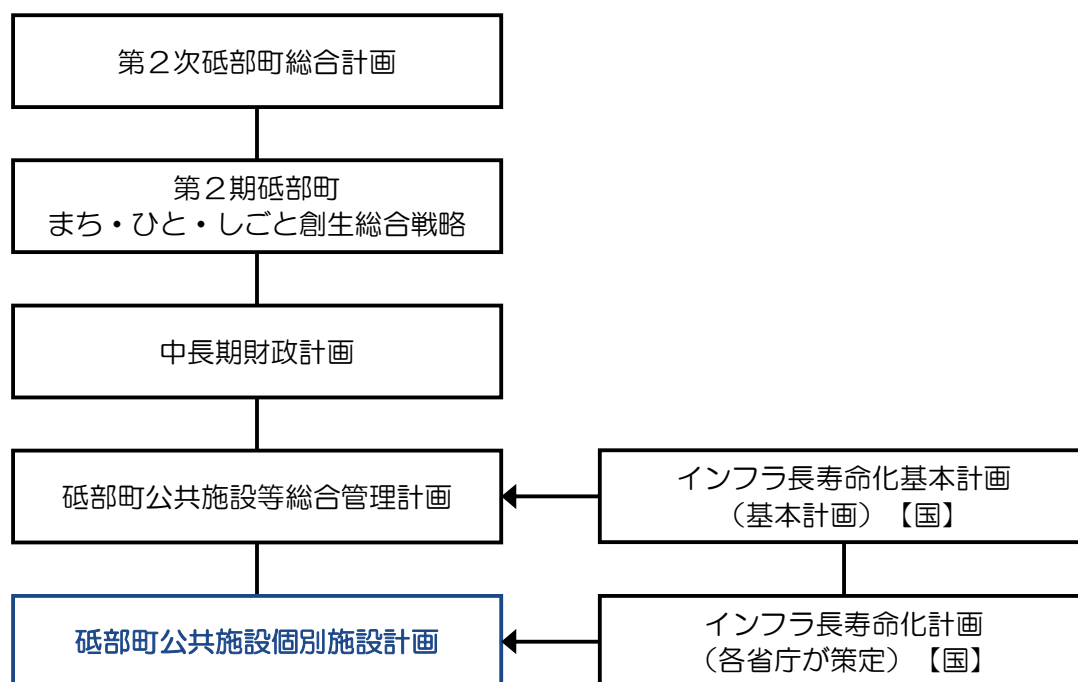 第２次砥部町総合計画
第２期砥部町
まち・ひと・しごと創生総合戦略
中長期財政計画
砥部町公共施設等総合管理計画
インフラ長寿命化基本計画
（基本計画）【国】
砥部町公共施設個別施設計画
インフラ長寿命化計画
（各省庁が策定）【国】